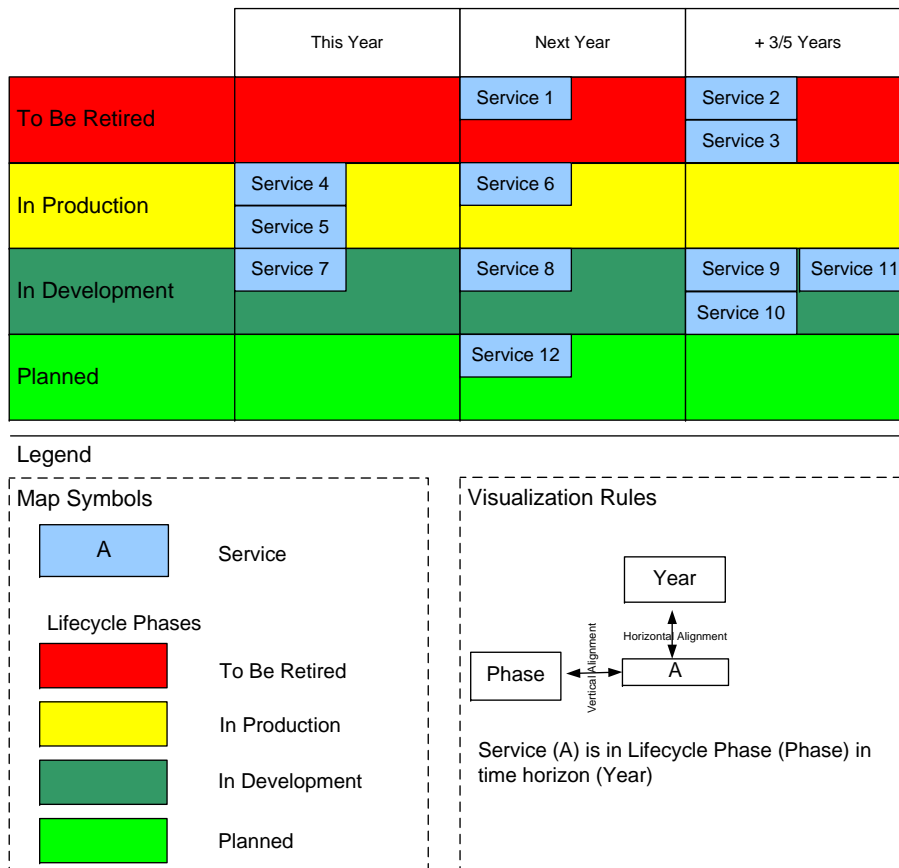 This Year Next Year + 3/5 Years
To Be Retired
Service 1
Service 2
Service 3
In Production
Service 4
Service 5
Service 6
In Development
Service 7
Service 8
Service 9
Service 11
Service 10
Planned
Service 12
Legend
Map Symbols
A
Service
Lifecycle Phases
To Be Retired
In Production
In Development
Planned
Visualization Rules
Year
Horizontal Alignment
Phase
Vertical Alignment
A
Service (A) is in Lifecycle Phase (Phase) in
time horizon (Year)